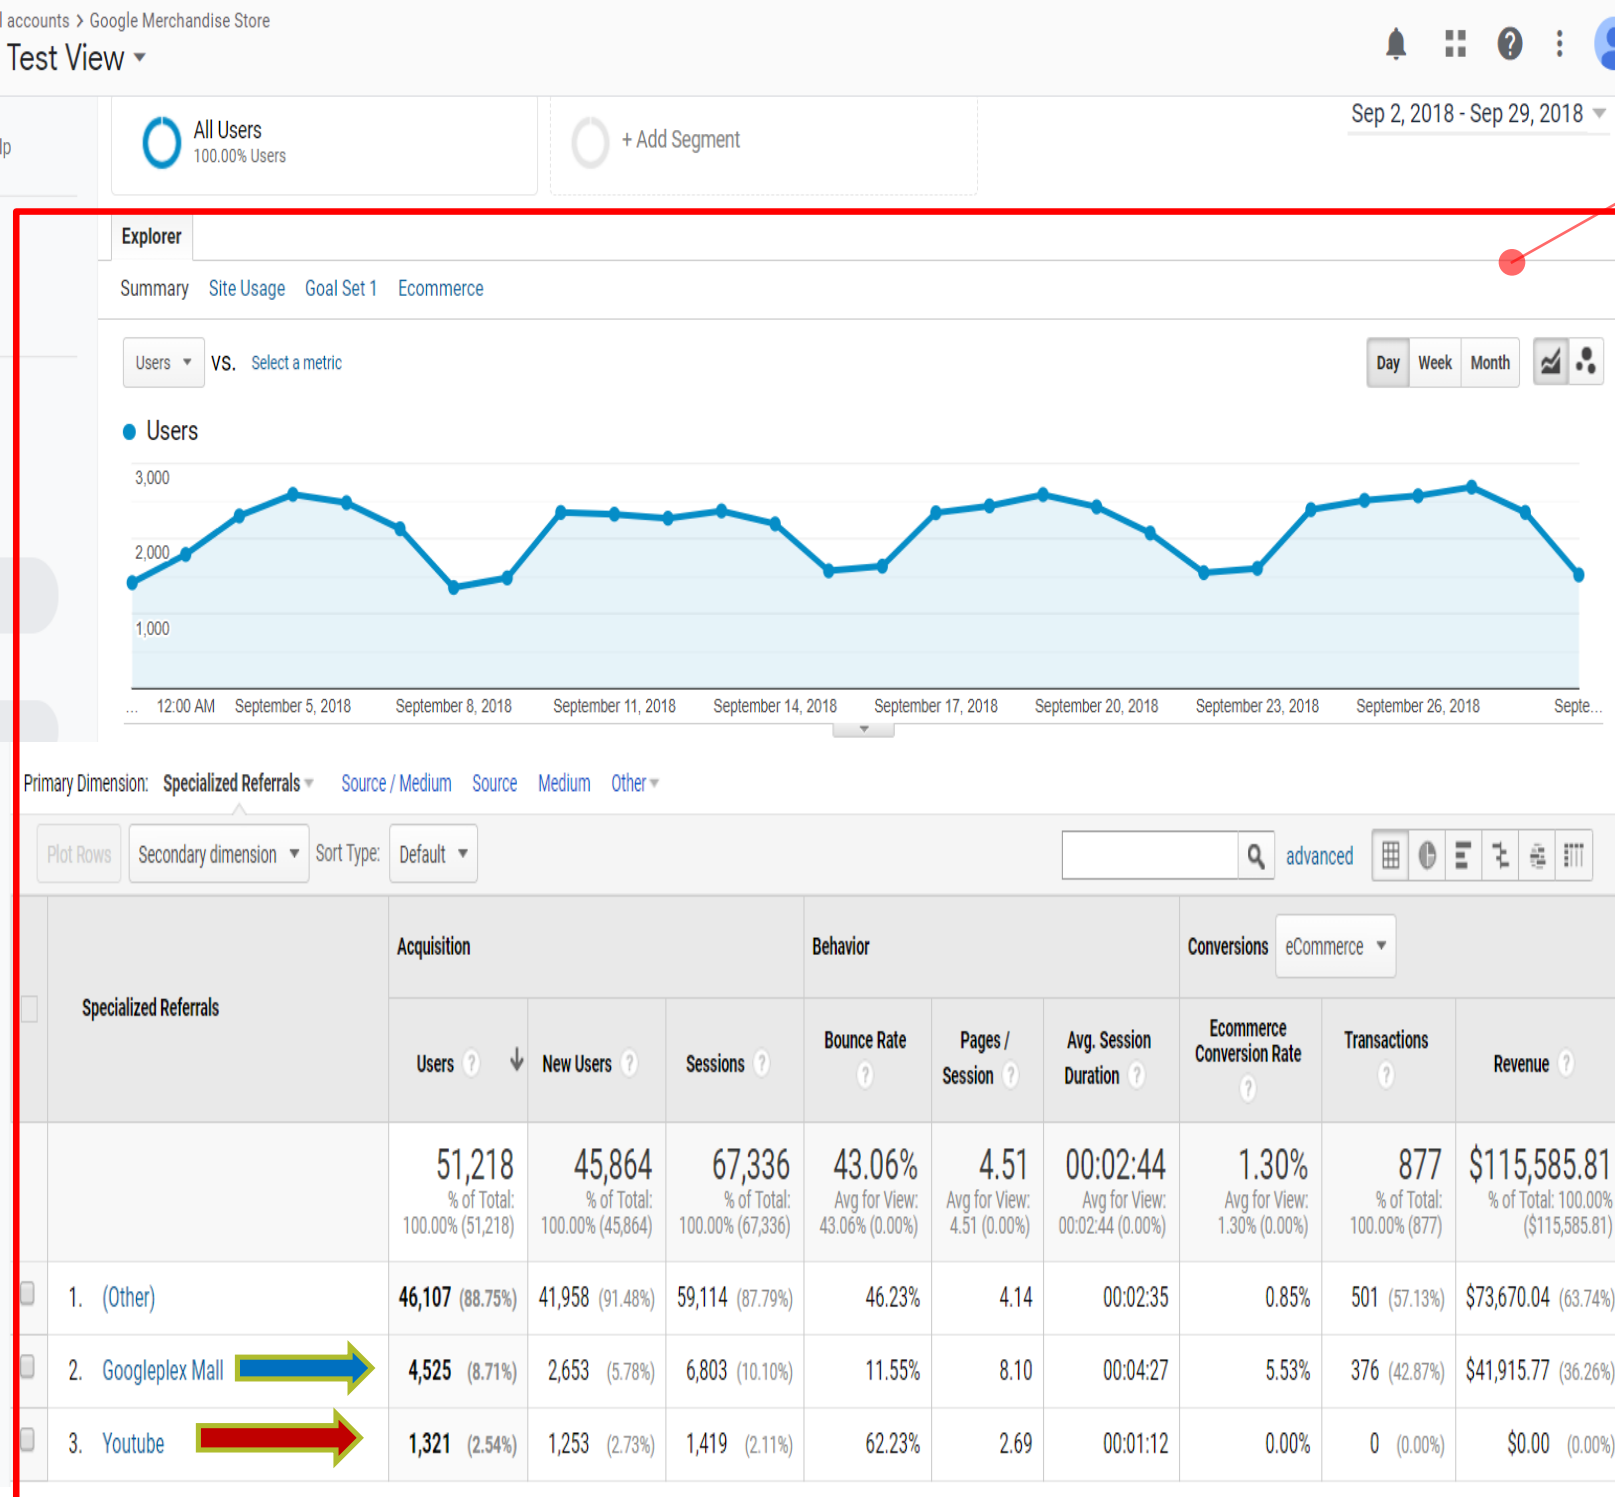 accounts > Google Merchandise Store
Test View
All Users
100.00% Users
+ Add Segment
Sep 2, 2018 - Sep 29, 2018
lp
Explorer
Summary Site Usage Goal Set 1 Ecommerce
Users VS. Select a metric
Day Week Month
Users
3,000
2,000
1,000
... 12:00 AM September 5, 2018 September 8, 2018 September 11, 2018 September 14, 2018 September 17, 2018 September 20, 2018 September 23, 2018 September 26, 2018 Septe...
Primary Dimension: Specialized Referrals Source / Medium Source Medium Other
Plot Rows Secondary dimension Sort Type: Default advanced
Acquisition Behavior Conversions eCommerce
Specialized Referrals
Users ? New Users ? Sessions ? Bounce Rate ? Pages / Session ? Avg. Session Duration ? Ecommerce Conversion Rate ? Transactions ? Revenue ?
51,218 45,864 67,336 43.06% 4.51 00:02:44 1.30% 877 $115,585.81
% of Total: % of Total: % of Total: Avg for View: Avg for View: Avg for View: Avg for View: % of Total: % of Total: 100.00%
100.00% (51,218) 100.00% (45,864) 100.00% (67,336) 43.06% (0.00%) 4.51 (0.00%) 00:02:44 (0.00%) 1.30% (0.00%) 100.00% (877) ($115,585.81)
1. (Other) 46,107 (88.75%) 41,958 (91.48%) 59,114 (87.79%) 46.23% 4.14 00:02:35 0.85% 501 (57.13%) $73,670.04 (63.74%)
2. Googleplex Mall 4,525 (8.71%) 2,653 (5.78%) 6,803 (10.10%) 11.55% 8.10 00:04:27 5.53% 376 (42.87%) $41,915.77 (36.26%)
3. Youtube 1,321 (2.54%) 1,253 (2.73%) 1,419 (2.11%) 62.23% 2.69 00:01:12 0.00% 0 (0.00%) $0.00 (0.00%)